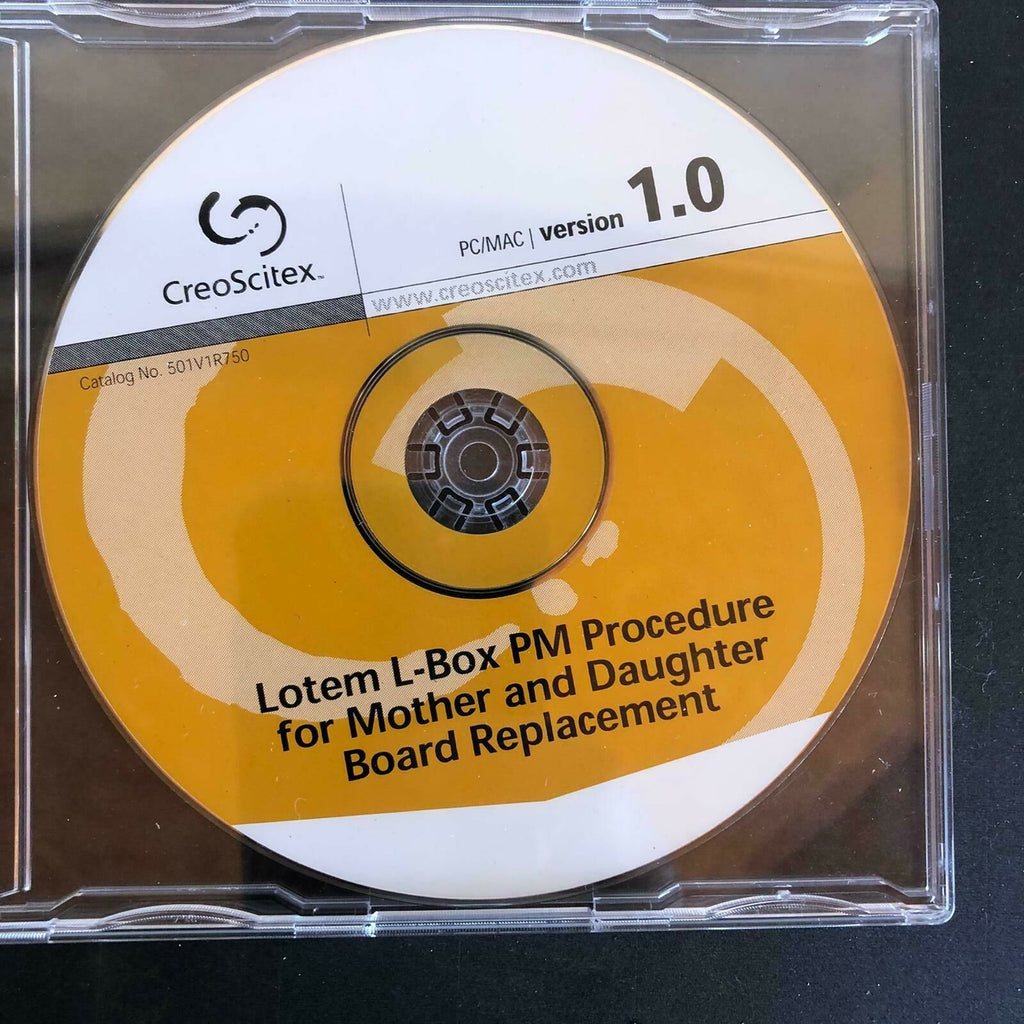 CreoScitex™
PC/MAC | version 1.0
www.creoscitex.com
Catalog No. 501V1R750
Lotem L-Box PM Procedure
for Mother and Daughter
Board Replacement